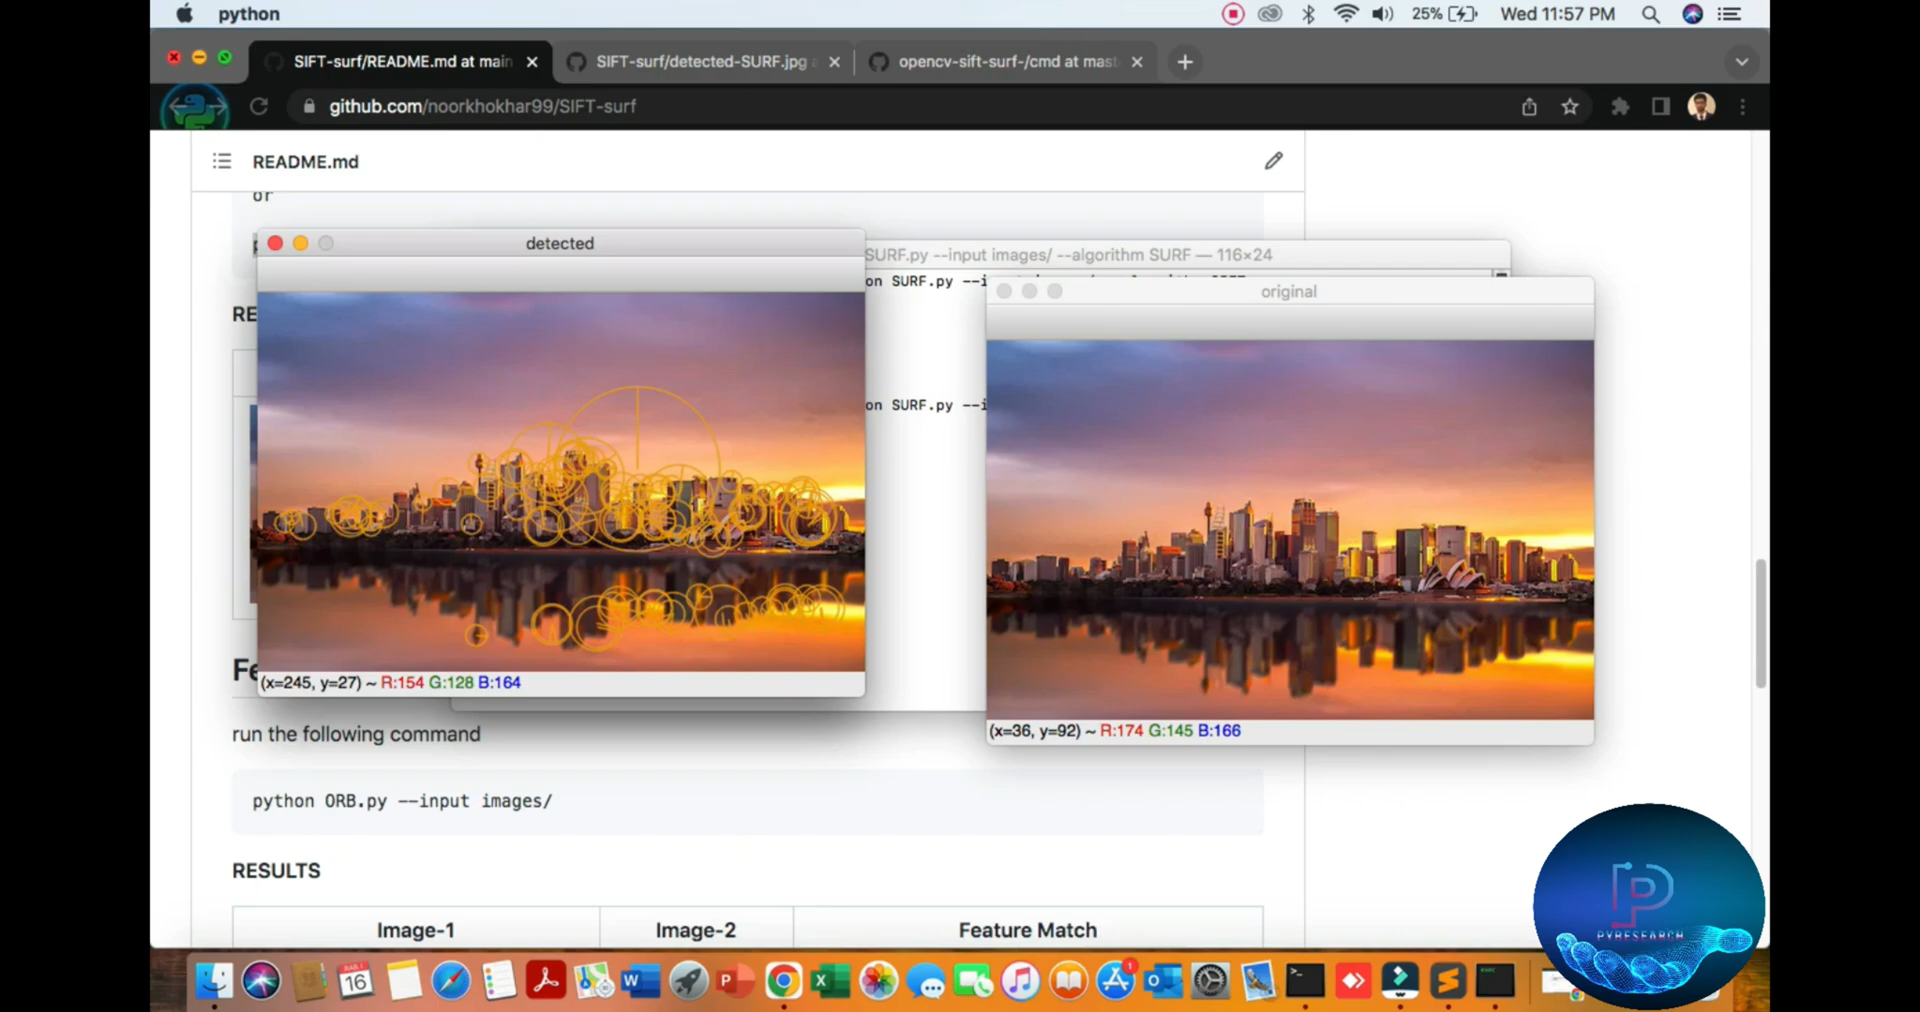 python
25%
Wed 11:57 PM
SIFT-surf/README.md at main
SIFT-surf/detected-SURF.jpg a
opencv-sift-surf-/cmd at mast
github.com/noorkhokhar99/SIFT-surf
README.md
or
detected
SURF.py --input images/ --algorithm SURF — 116×24
on SURF.py --i
original
RE
on SURF.py --i
Fe
(x=245, y=27) ~ R:154 G:128 B:164
(x=36, y=92) ~ R:174 G:145 B:166
run the following command
python ORB.py --input images/
RESULTS
Image-1
Image-2
Feature Match
PYRESEARCH
16